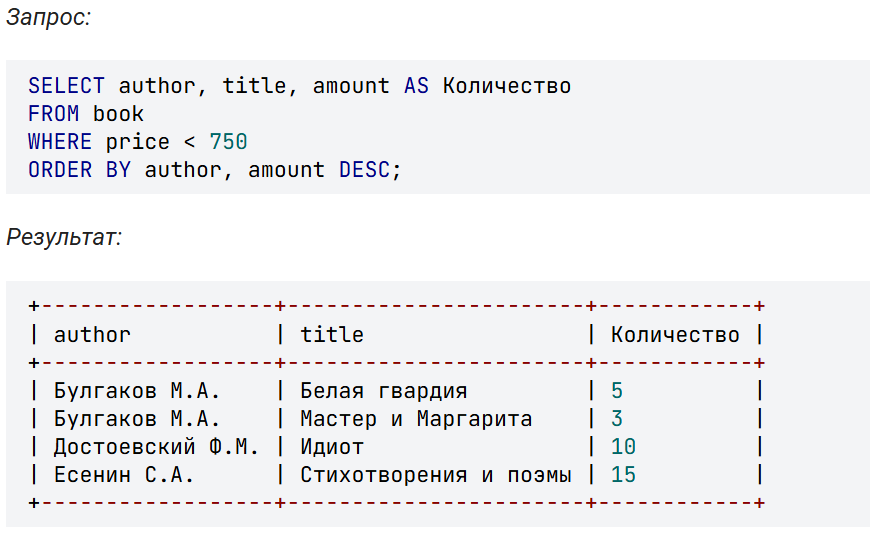 Запрос:
SELECT author, title, amount AS Количество
FROM book
WHERE price < 750
ORDER BY author, amount DESC;
Результат:
+------------------+-----------------------+------------+
| author           | title                 | Количество |
+------------------+-----------------------+------------+
| Булгаков М.А.    | Белая гвардия         | 5          |
| Булгаков М.А.    | Мастер и Маргарита    | 3          |
| Достоевский Ф.М. | Идиот                 | 10         |
| Есенин С.А.      | Стихотворения и поэмы | 15         |
+------------------+-----------------------+------------+